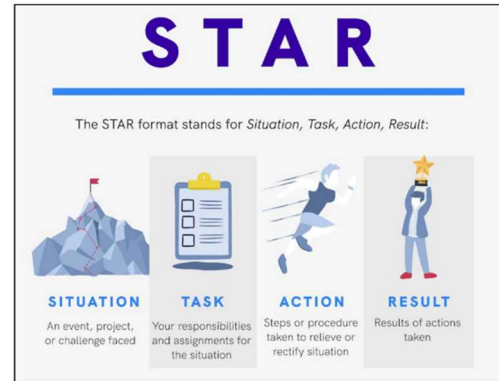 STAR
The STAR format stands for Situation, Task, Action, Result:
SITUATION
An event, project,
or challenge faced
TASK
Your responsibilities
and assignments for
the situation
ACTION
Steps or procedure
taken to relieve or
rectify situation
RESULT
Results of actions
taken